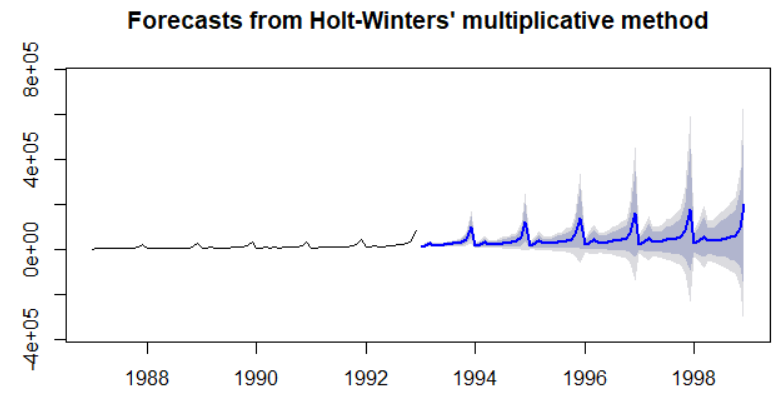 Forecasts from Holt-Winters' multiplicative method
8e+05
4e+05
0e+00
-4e+05
1988 1990 1992 1994 1996 1998